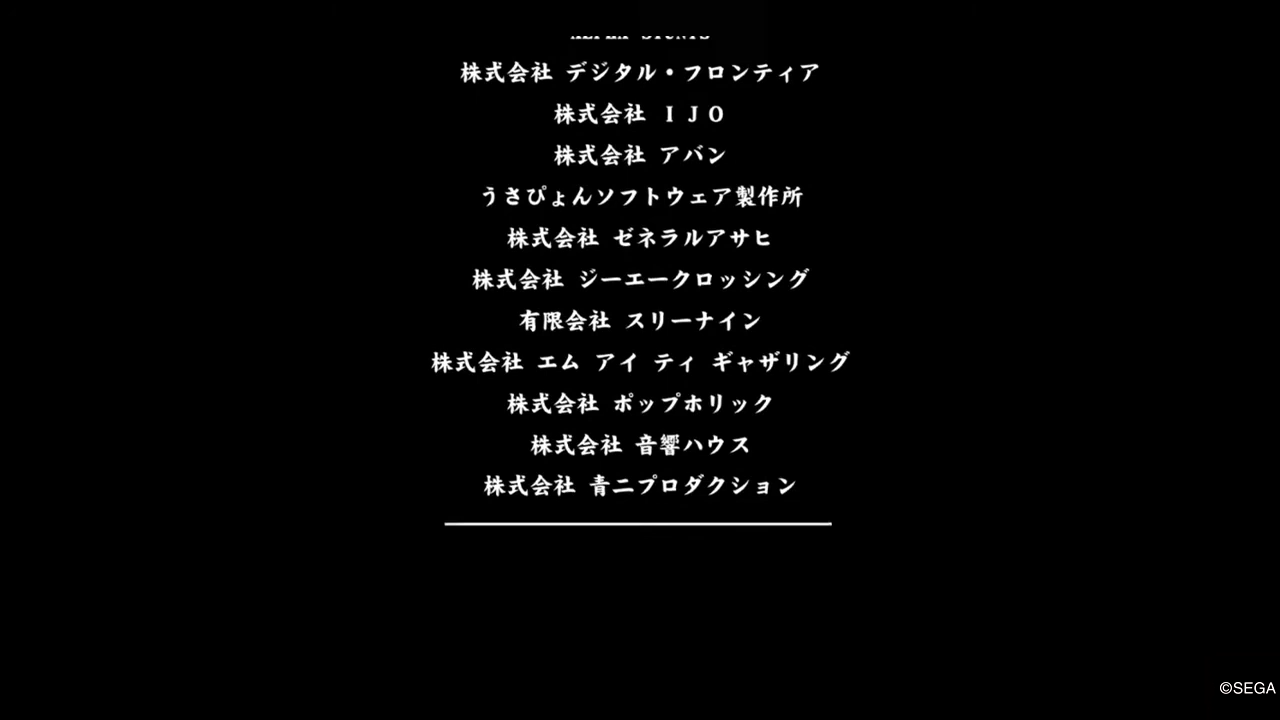 株式会社 デジタル・フロンティア
株式会社 ＩＪＯ
株式会社 アバン
うさぴょんソフトウェア製作所
株式会社 ゼネラルアサヒ
株式会社 ジーエークロッシング
有限会社 スリーナイン
株式会社 エム アイ ティ ギャザリング
株式会社 ポップホリック
株式会社 音響ハウス
株式会社 青二プロダクション
©SEGA